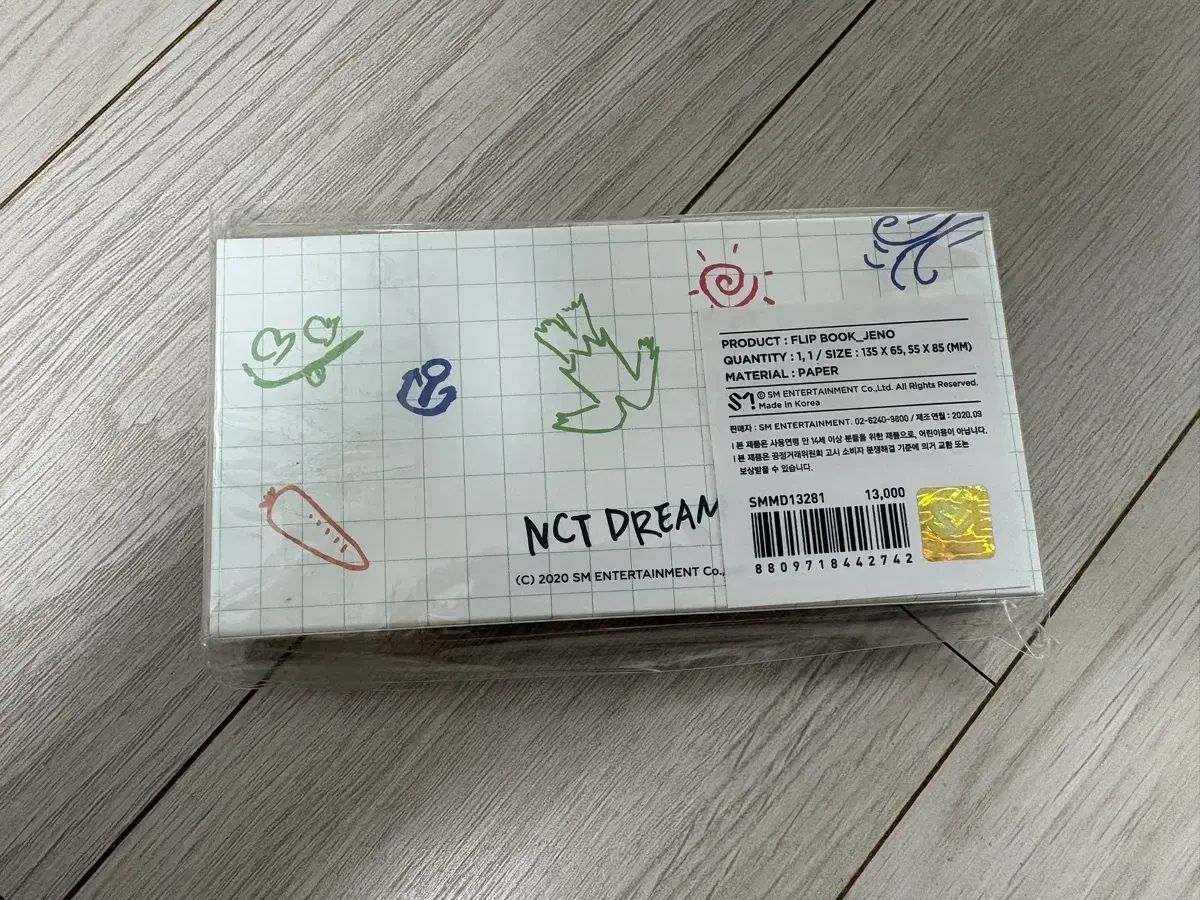 PRODUCT : FLIP BOOK_JENO
QUANTITY : 1, 1 / SIZE : 135 X 65, 55 X 85 (MM)
MATERIAL : PAPER
SM! © SM ENTERTAINMENT Co.,Ltd. All Rights Reserved.
Made in Korea
판매자 : SM ENTERTAINMENT. 02-6240-9800 / 제조연월 : 2020.09
| 본 제품은 사용연령 만 14세 이상 분들을 위한 제품으로, 어린이용이 아닙니다.
| 본 제품은 공정거래위원회 고시 소비자 분쟁해결 기준에 의거 교환 또는
보상받을 수 있습니다.
SMMD13281 13,000
8809718442742
NCT DREAM
(C) 2020 SM ENTERTAINMENT Co.,